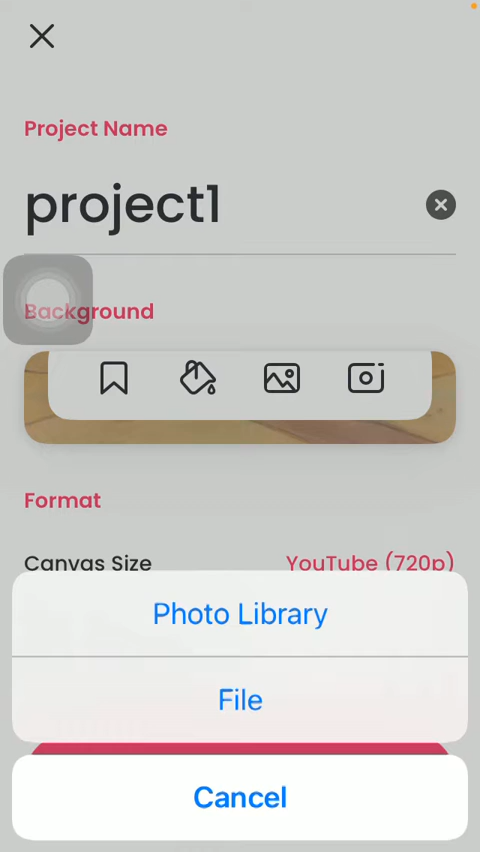 Project Name
project1
Background
Format
Canvas Size YouTube (720p)
Photo Library
File
Cancel